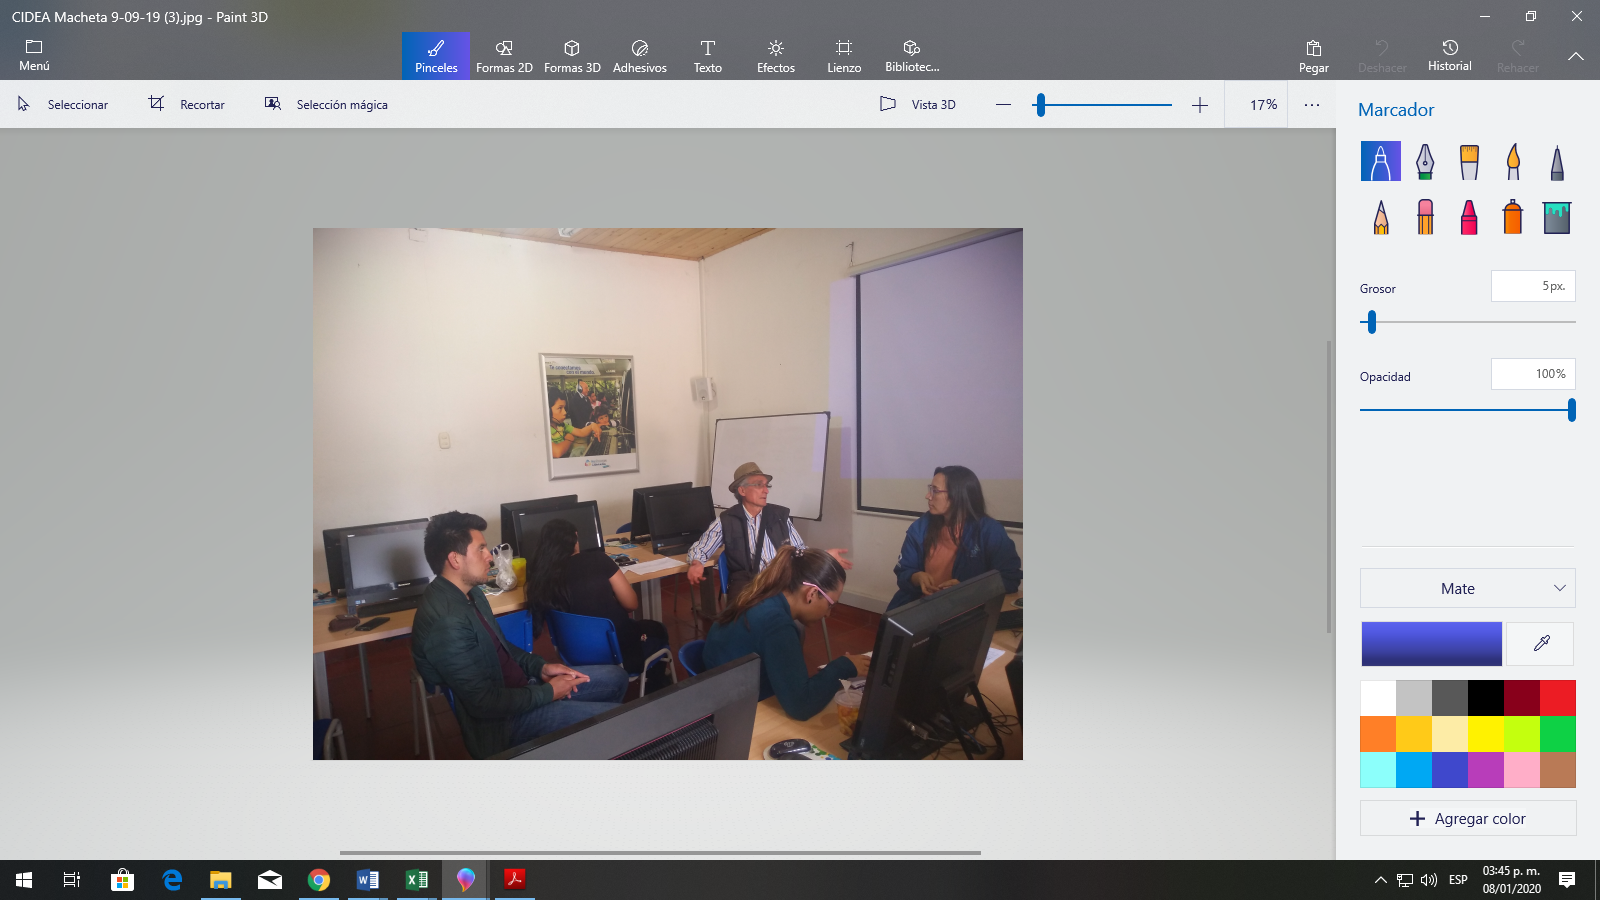 CIDEA Macheta 9-09-19 (3).jpg - Paint 3D
Menú
Pinceles
Formas 2D
Formas 3D
Adhesivos
Texto
Efectos
Lienzo
Bibliotec...
Pegar
Deshacer
Historial
Rehacer
Seleccionar
Recortar
Selección mágica
Vista 3D
17%
Marcador
Grosor
5px.
Opacidad
100%
Mate
Agregar color
ESP
03:45 p. m.
08/01/2020